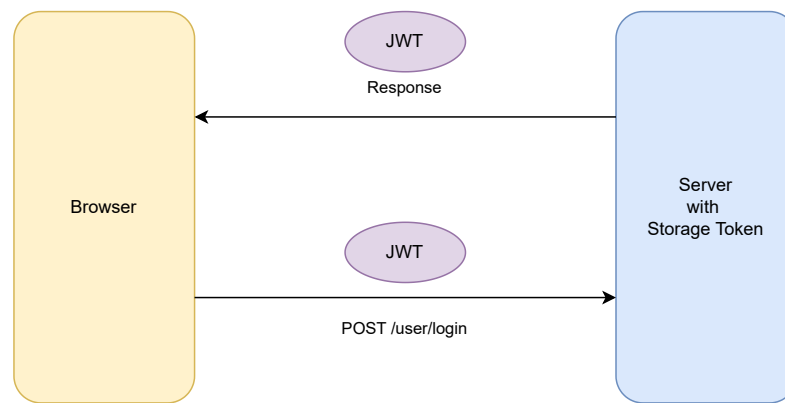 JWT
Response
Browser
Server
with
Storage Token
JWT
POST /user/login